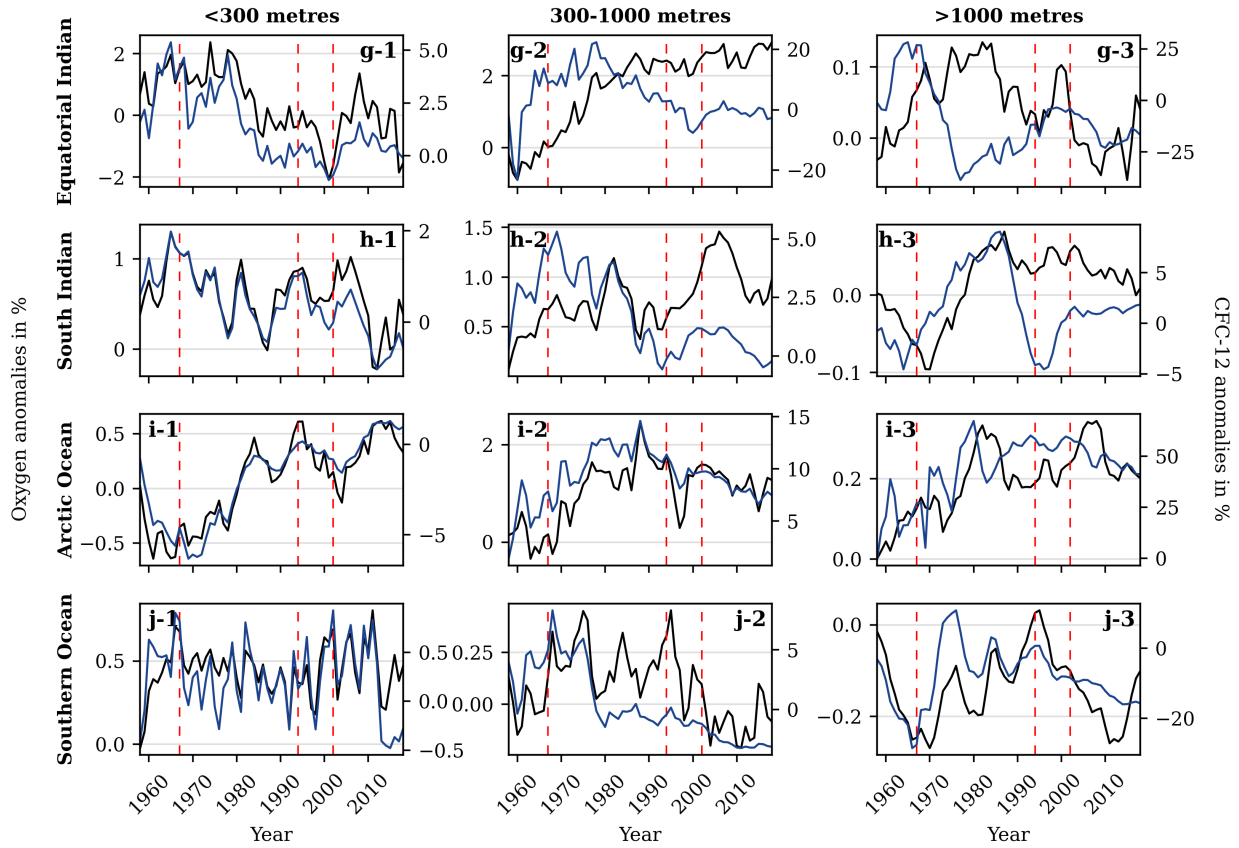 <300 metres 300-1000 metres >1000 metres
Equatorial Indian
g-1 g-2 g-3
2 0 −2
5.0 2.5 0.0
2 0
20 0 −20
0.1 0.0
25 0 −25
South Indian
h-1 h-2 h-3
1 0
2 0
1.5 1.0 0.5
5.0 2.5 0.0
0.0 −0.1
5 0 −5
Oxygen anomalies in %
CFC-12 anomalies in %
Arctic Ocean
i-1 i-2 i-3
0.5 0.0 −0.5
0 −5
2 0
15 10 5
0.2 0.0
50 25 0
Southern Ocean
j-1 j-2 j-3
0.5 0.0
0.5 0.0 −0.5
0.25 0.00
5 0
0.0 −0.2
0 −20
1960 1970 1980 1990 2000 2010 1960 1970 1980 1990 2000 2010 1960 1970 1980 1990 2000 2010
Year Year Year